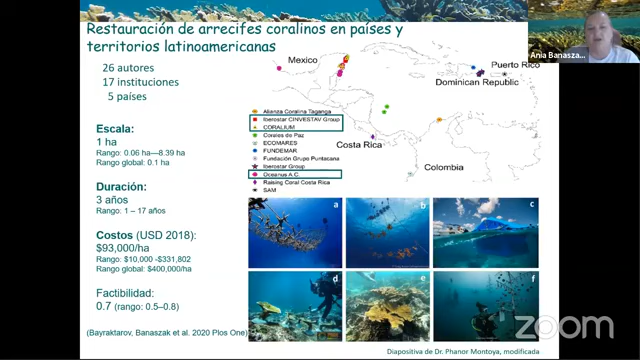 Restauración de arrecifes coralinos en países y
territorios latinoamericanas
26 autores
17 instituciones
5 países
Escala:
1 ha
Rango: 0.06 ha—8.39 ha
Rango global: 0.1 ha
Duración:
3 años
Rango: 1 – 17 años
Costos (USD 2018):
$93,000/ha
Rango: $10,000 -$331,802
Rango global: $400,000/ha
Factibilidad:
0.7 (rango: 0.5–0.8)
(Bayraktarov, Banaszak et al. 2020 Plos One)
Mexico
Puerto Rico
Dominican Republic
Costa Rica
Colombia
Alianza Coralina Taganga
Iberostar CINVESTAV Group
CORALIUM
Corales de Paz
ECOMARES
FUNDEMAR
Fundación Grupo Puntacana
Iberostar Group
Oceanus A.C.
Raising Coral Costa Rica
SAM
a
b
c
d
e
f
Diapositiva de Dr. Phanor Montoya, modificada
Ania Banasza...
zoom